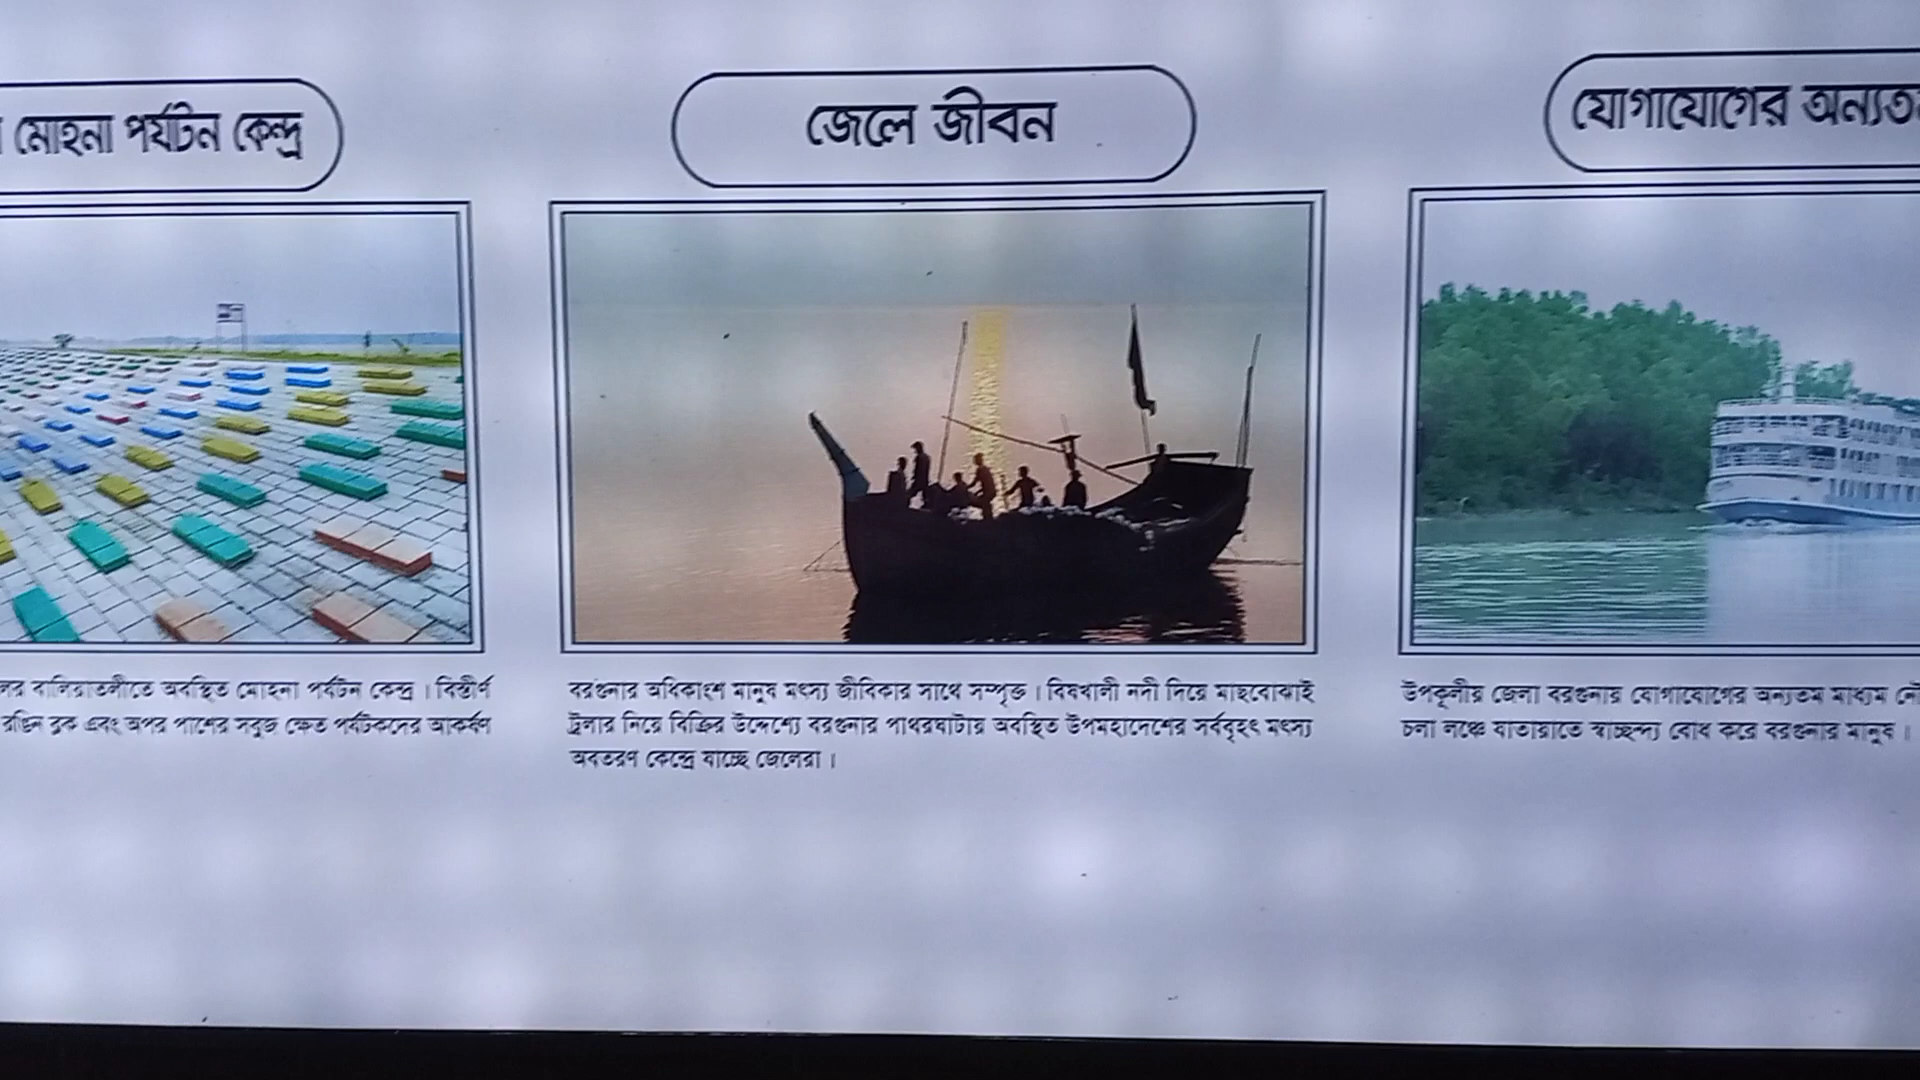 মোহনা পর্যটন কেন্দ্র
বানিয়াতলীতে অবস্থিত মোহনা পর্যটন কেন্দ্র। বিস্তীর্ণ
রঙিন ব্লক এবং অপর পাশের সবুজ ক্ষেত পর্যটকদের আকর্ষণ
জেলে জীবন
বরগুনার অধিকাংশ মানুষ মৎস্য জীবিকার সাথে সম্পৃক্ত। বিষখালী নদী দিয়ে মাছবোঝাই
ট্রলার নিয়ে বিক্রির উদ্দেশ্যে বরগুনার পাথরঘাটায় অবস্থিত উপমহাদেশের সর্ববৃহৎ মৎস্য
অবতরণ কেন্দ্রে যাচ্ছে জেলেরা।
যোগাযোগের অন্যতম
উপকূলীয় জেলা বরগুনায় যোগাযোগের অন্যতম মাধ্যম নৌ
চলা লঞ্চে যাতায়াতে স্বাচ্ছন্দ্য বোধ করে বরগুনার মানুষ।